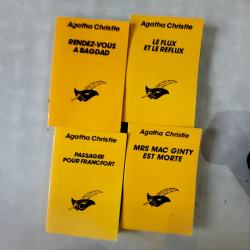 Agatha Christie
RENDEZ-VOUS
A BAGDAD
Agatha Christie
LE FLUX
ET LE REFLUX
Agatha Christie
PASSAGER
POUR FRANCFORT
Agatha Christie
MRS MAC GINTY
EST MORTE